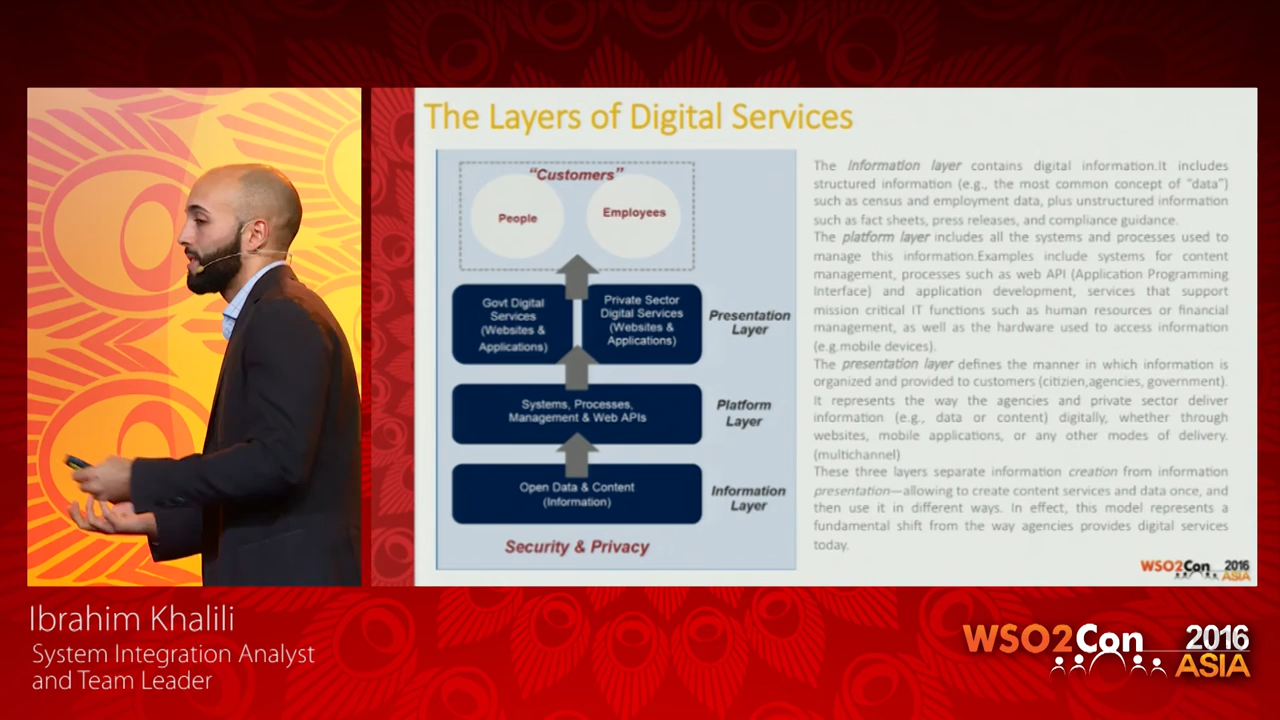 The Layers of Digital Services
"Customers"
People
Employees
Govt Digital
Services
(Websites &
Applications)
Private Sector
Digital Services
(Websites &
Applications)
Presentation
Layer
Systems, Processes,
Management & Web APIs
Platform
Layer
Open Data & Content
(Information)
Information
Layer
Security & Privacy
The Information layer contains digital information.It includes
structured information (e.g., the most common concept of "data")
such as census and employment data, plus unstructured information
such as fact sheets, press releases, and compliance guidance.
The platform layer includes all the systems and processes used to
manage this information.Examples include systems for content
management, processes such as web API (Application Programming
Interface) and application development, services that support
mission critical IT functions such as human resources or financial
management, as well as the hardware used to access information
(e.g.mobile devices).
The presentation layer defines the manner in which information is
organized and provided to customers (citizien,agencies, government).
It represents the way the agencies and private sector deliver
information (e.g., data or content) digitally, whether through
websites, mobile applications, or any other modes of delivery.
(multichannel)
These three layers separate information creation from information
presentation—allowing to create content services and data once, and
then use it in different ways. In effect, this model represents a
fundamental shift from the way agencies provides digital services
today.
WSO2Con 2016
ASIA
Ibrahim Khalili
System Integration Analyst
and Team Leader
WSO2Con 2016
ASIA